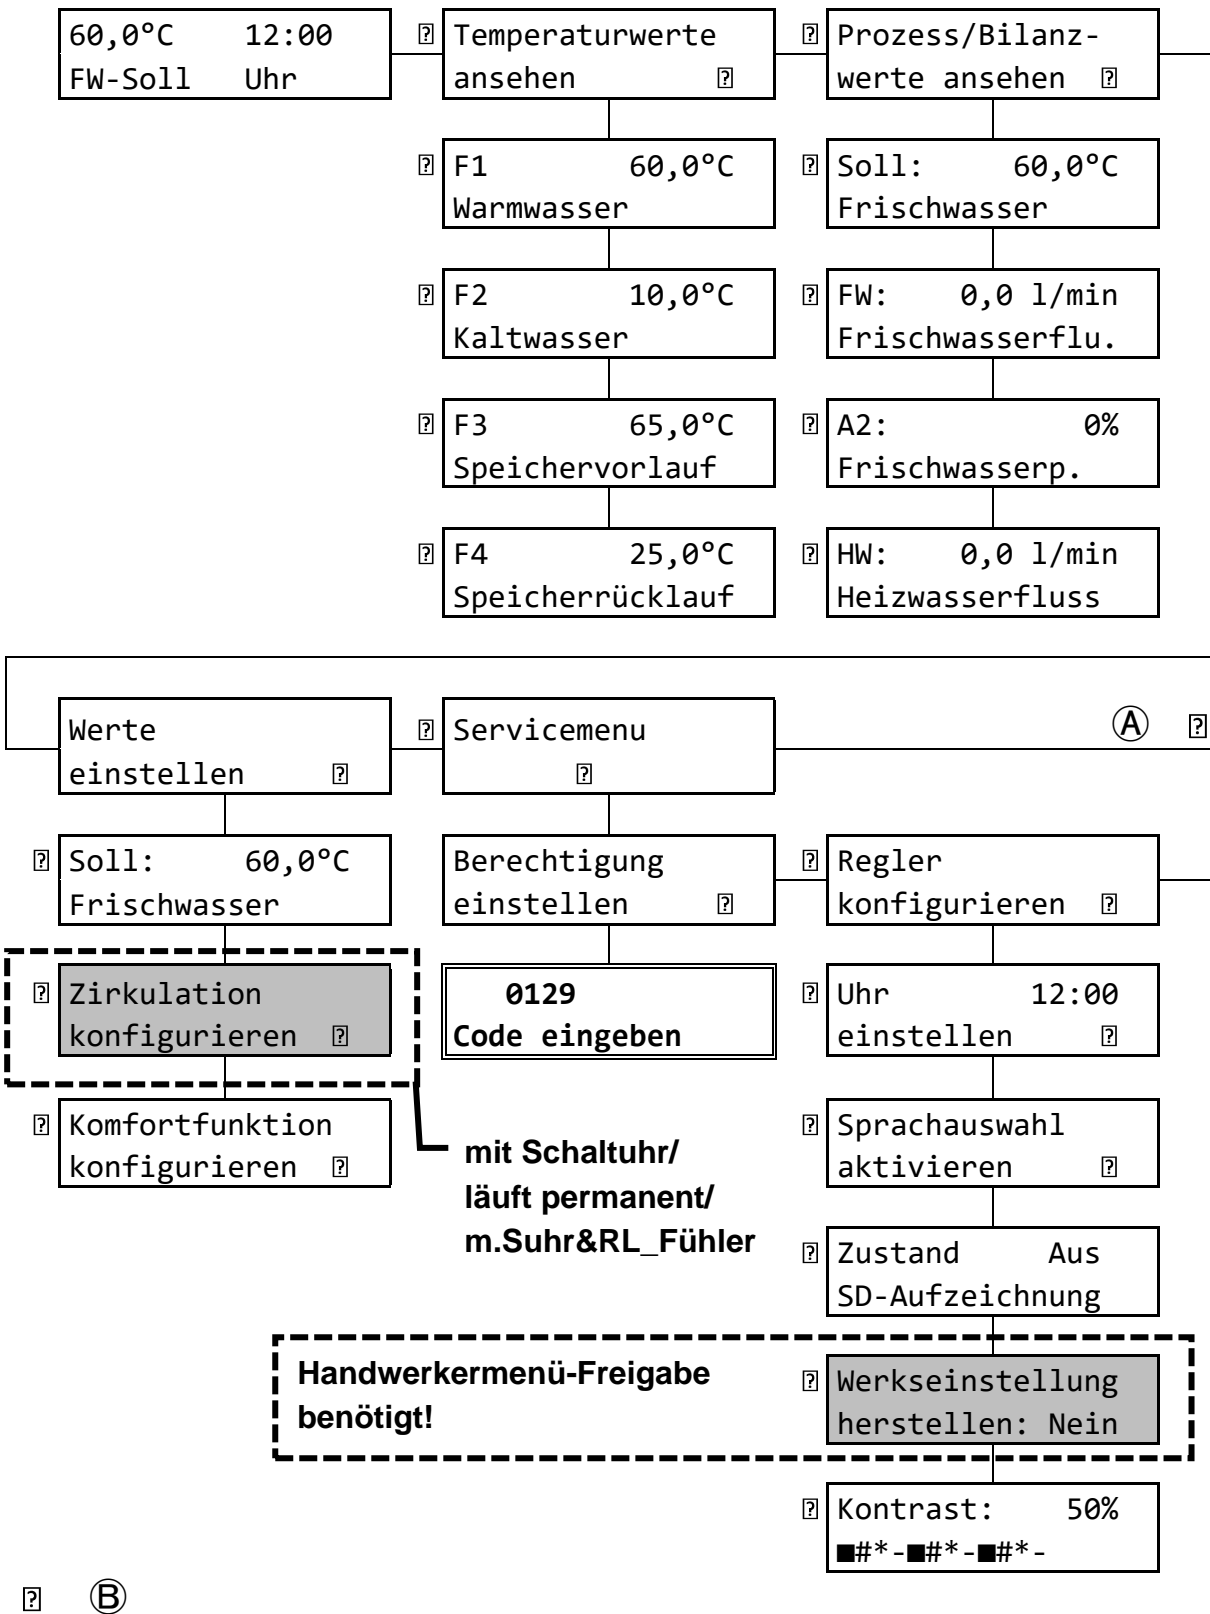 60,0°C 12:00
FW-Soll Uhr
Temperaturwerte
ansehen
Prozess/Bilanz-
werte ansehen
F1 60,0°C
Warmwasser
Soll: 60,0°C
Frischwasser
F2 10,0°C
Kaltwasser
FW: 0,0 l/min
Frischwasserflu.
F3 65,0°C
Speichervorlauf
A2: 0%
Frischwasserp.
F4 25,0°C
Speicherrücklauf
HW: 0,0 l/min
Heizwasserfluss
Werte
einstellen
Servicemenu
Ⓐ
Soll: 60,0°C
Frischwasser
Berechtigung
einstellen
Regler
konfigurieren
Zirkulation
konfigurieren
0129
Code eingeben
Uhr 12:00
einstellen
Komfortfunktion
konfigurieren
mit Schaltuhr/
läuft permanent/
m.Suhr&RL_Fühler
Sprachauswahl
aktivieren
Zustand Aus
SD-Aufzeichnung
Handwerkermenü-Freigabe
benötigt!
Werkseinstellung
herstellen: Nein
Kontrast: 50%
■#*-■#*-■#*-
Ⓑ